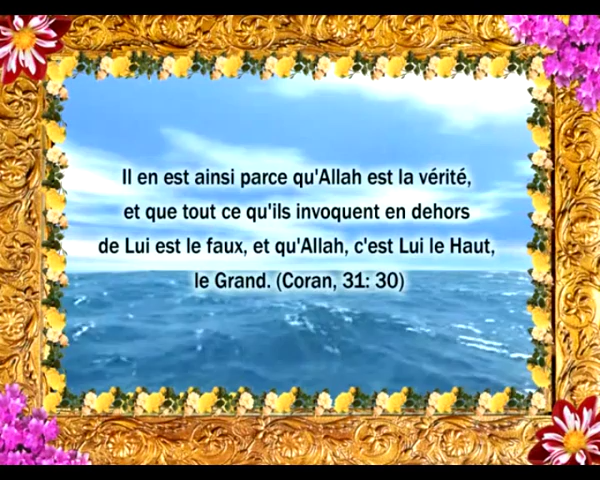 Il en est ainsi parce qu'Allah est la vérité,
et que tout ce qu'ils invoquent en dehors
de Lui est le faux, et qu'Allah, c'est Lui le Haut,
le Grand. (Coran, 31: 30)